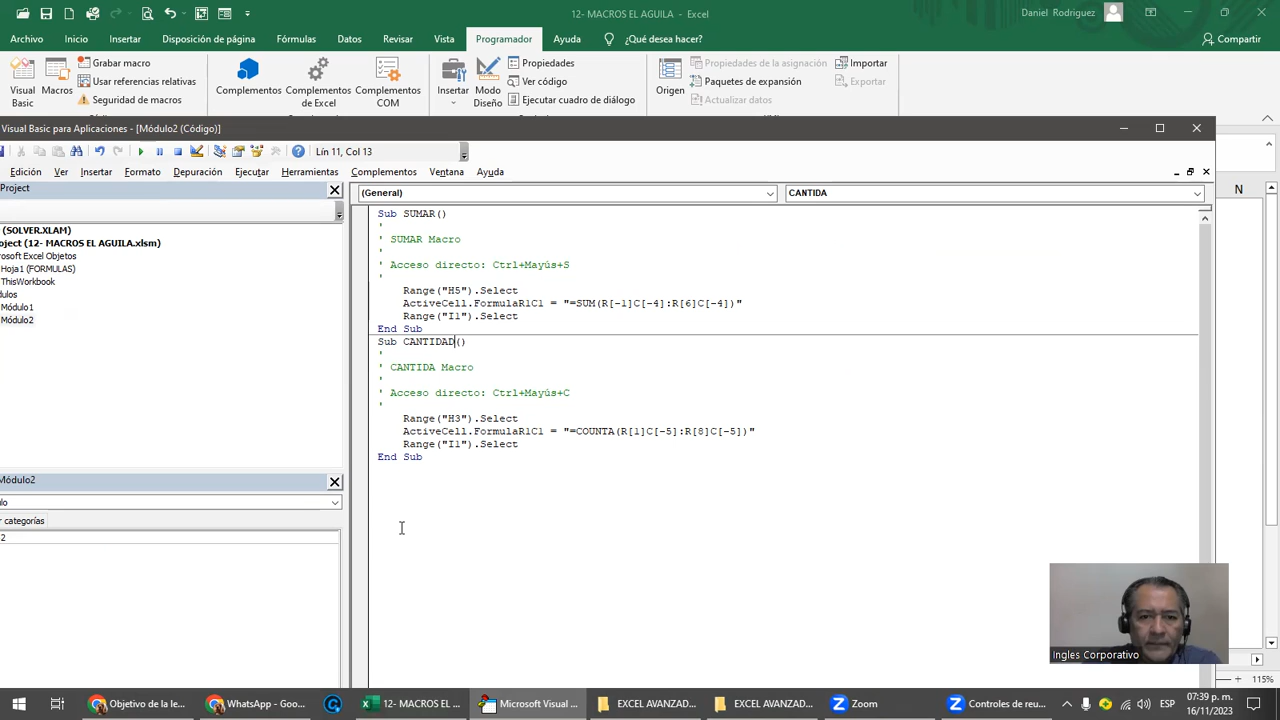 12- MACROS EL AGUILA - Excel
Daniel Rodriguez
Archivo Inicio Insertar Disposición de página Fórmulas Datos Revisar Vista Programador Ayuda ¿Qué desea hacer? Compartir
Visual Basic
Macros
Grabar macro
Usar referencias relativas
Seguridad de macros
Complementos
Complementos de Excel
Complementos COM
Insertar
Modo Diseño
Propiedades
Ver código
Ejecutar cuadro de diálogo
Origen
Propiedades de la asignación
Paquetes de expansión
Actualizar datos
Importar
Exportar
Visual Basic para Aplicaciones - [Módulo2 (Código)]
Lín 11, Col 13
Edición Ver Insertar Formato Depuración Ejecutar Herramientas Complementos Ventana Ayuda
Project
(General)
CANTIDA
N
(SOLVER.XLAM)
oject (12- MACROS EL AGUILA.xlsm)
rosoft Excel Objetos
Hoja1 (FORMULAS)
ThisWorkbook
dulos
Módulo1
Módulo2
Módulo2
ulo
r categorías
2
Sub SUMAR()
'
' SUMAR Macro
'
' Acceso directo: Ctrl+Mayús+S
'
Range("H5").Select
ActiveCell.FormulaR1C1 = "=SUM(R[-1]C[-4]:R[6]C[-4])"
Range("I1").Select
End Sub
Sub CANTIDAD()
'
' CANTIDA Macro
'
' Acceso directo: Ctrl+Mayús+C
'
Range("H3").Select
ActiveCell.FormulaR1C1 = "=COUNTA(R[1]C[-5]:R[8]C[-5])"
Range("I1").Select
End Sub
Ingles Corporativo
115%
Objetivo de la le...
WhatsApp - Goo...
12- MACROS EL ...
Microsoft Visual ...
EXCEL AVANZAD...
EXCEL AVANZAD...
Zoom
Controles de reu...
ESP
07:39 p. m.
16/11/2023